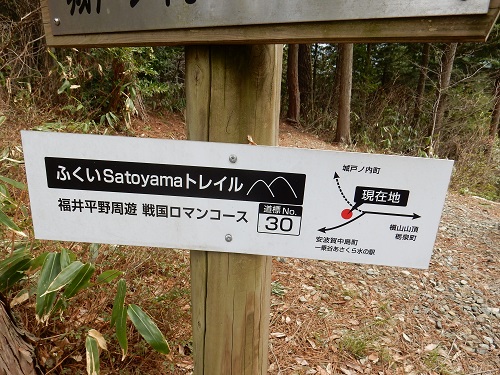 ふくいSatoyamaトレイル
福井平野周遊 戦国ロマンコース
道標No.
30
城戸ノ内町
現在地
槇山山頂
栃泉町
安波賀中島町
一乗谷あさくら水の駅